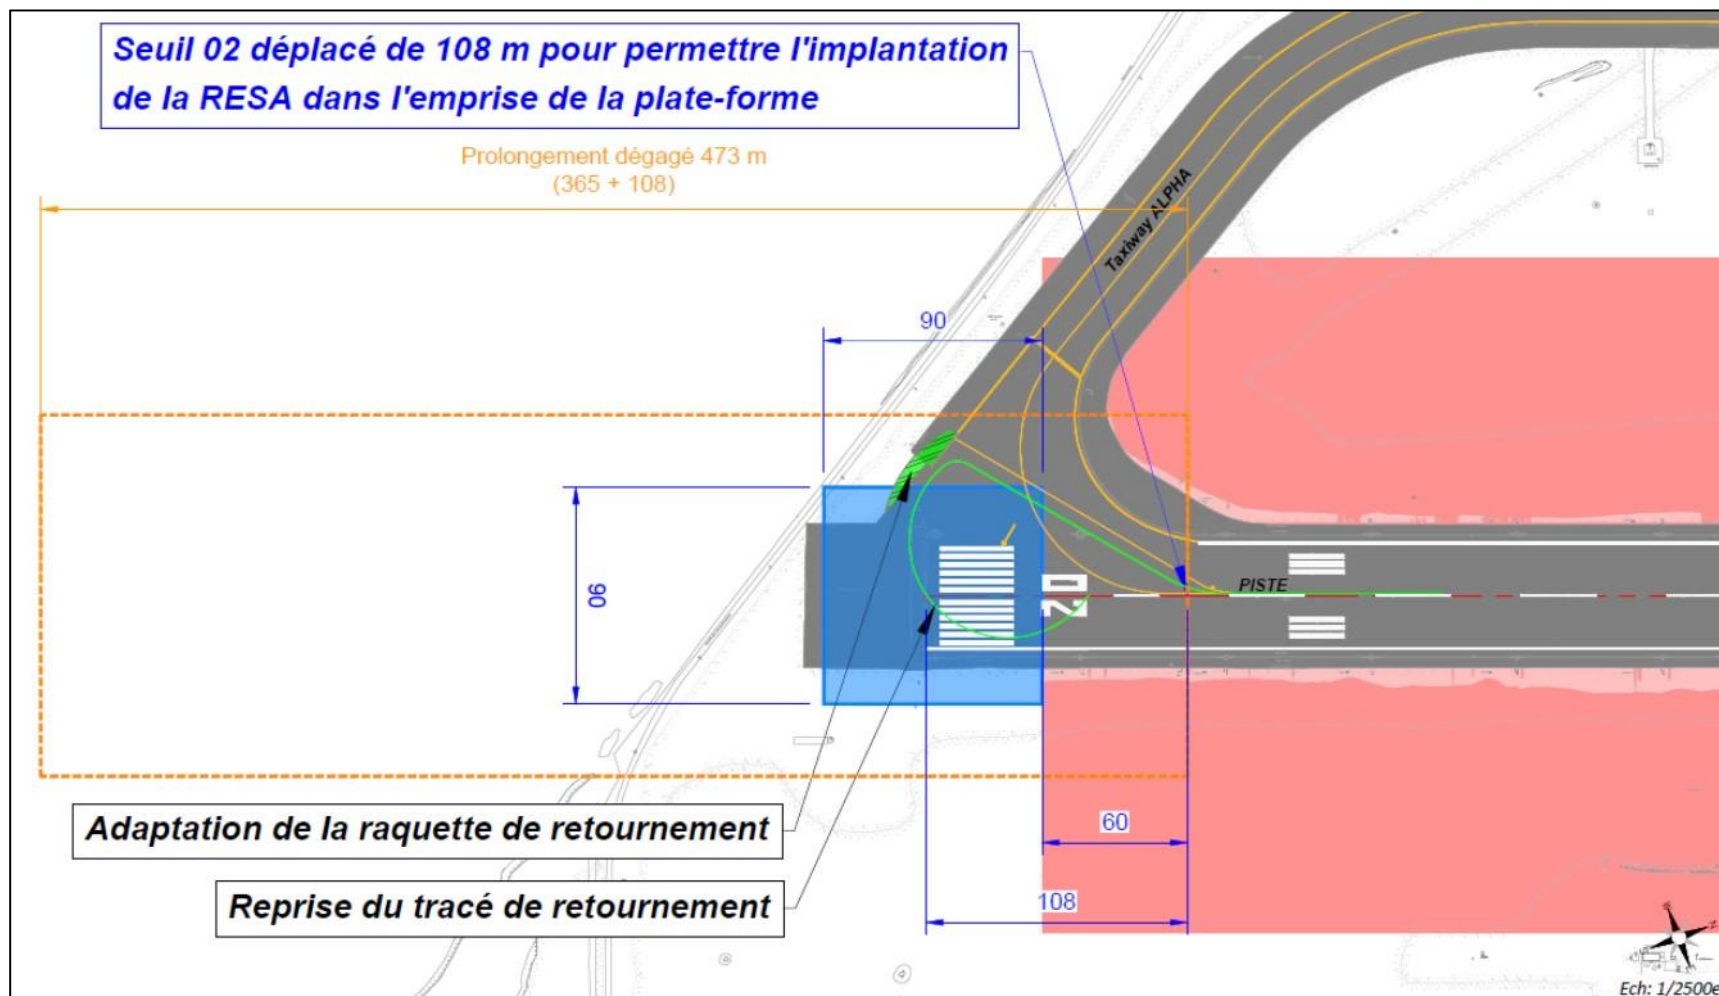 Seuil 02 déplacé de 108 m pour permettre l'implantation
de la RESA dans l'emprise de la plate-forme
Prolongement dégagé 473 m
(365 + 108)
Taxiway ALPHA
90
90
02
PISTE
60
Adaptation de la raquette de retournement
108
Reprise du tracé de retournement
Ech: 1/2500e